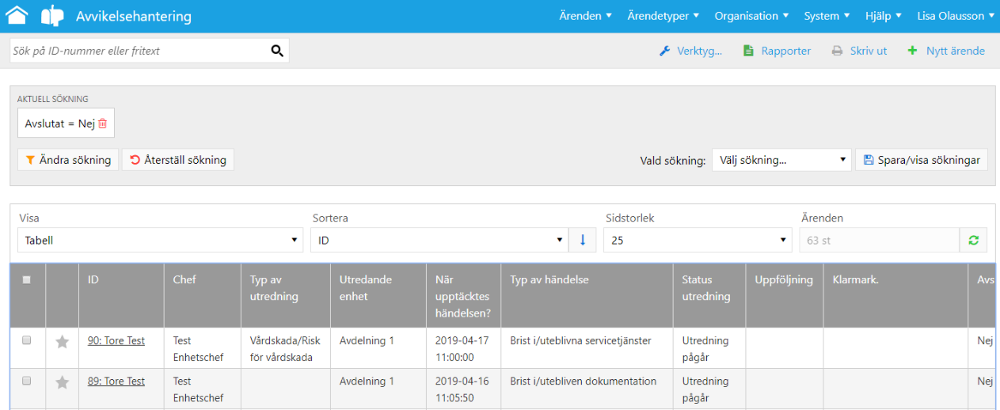 Avvikelsehantering
Ärenden Ärendetyper Organisation System Hjälp Lisa Olausson
Sök på ID-nummer eller fritext
Verktyg... Rapporter Skriv ut Nytt ärende
AKTUELL SÖKNING
Avslutat = Nej
Ändra sökning Återställ sökning Vald sökning: Välj sökning... Spara/visa sökningar
Visa Sortera Sidstorlek Ärenden
Tabell ID 25 63 st
ID Chef Typ av Utredande När Typ av händelse Status Uppföljning Klarmark. Avs
utredning enhet upptäcktes utredning
händelsen?
90: Tore Test Test Vårdskada/Risk Avdelning 1 2019-04-17 Brist i/uteblivna servicetjänster Utredning Nej
Enhetschef för vårdskada 11:00:00 pågår
89: Tore Test Test Avdelning 1 2019-04-16 Brist i/utebliven dokumentation Utredning Nej
Enhetschef 11:05:50 pågår